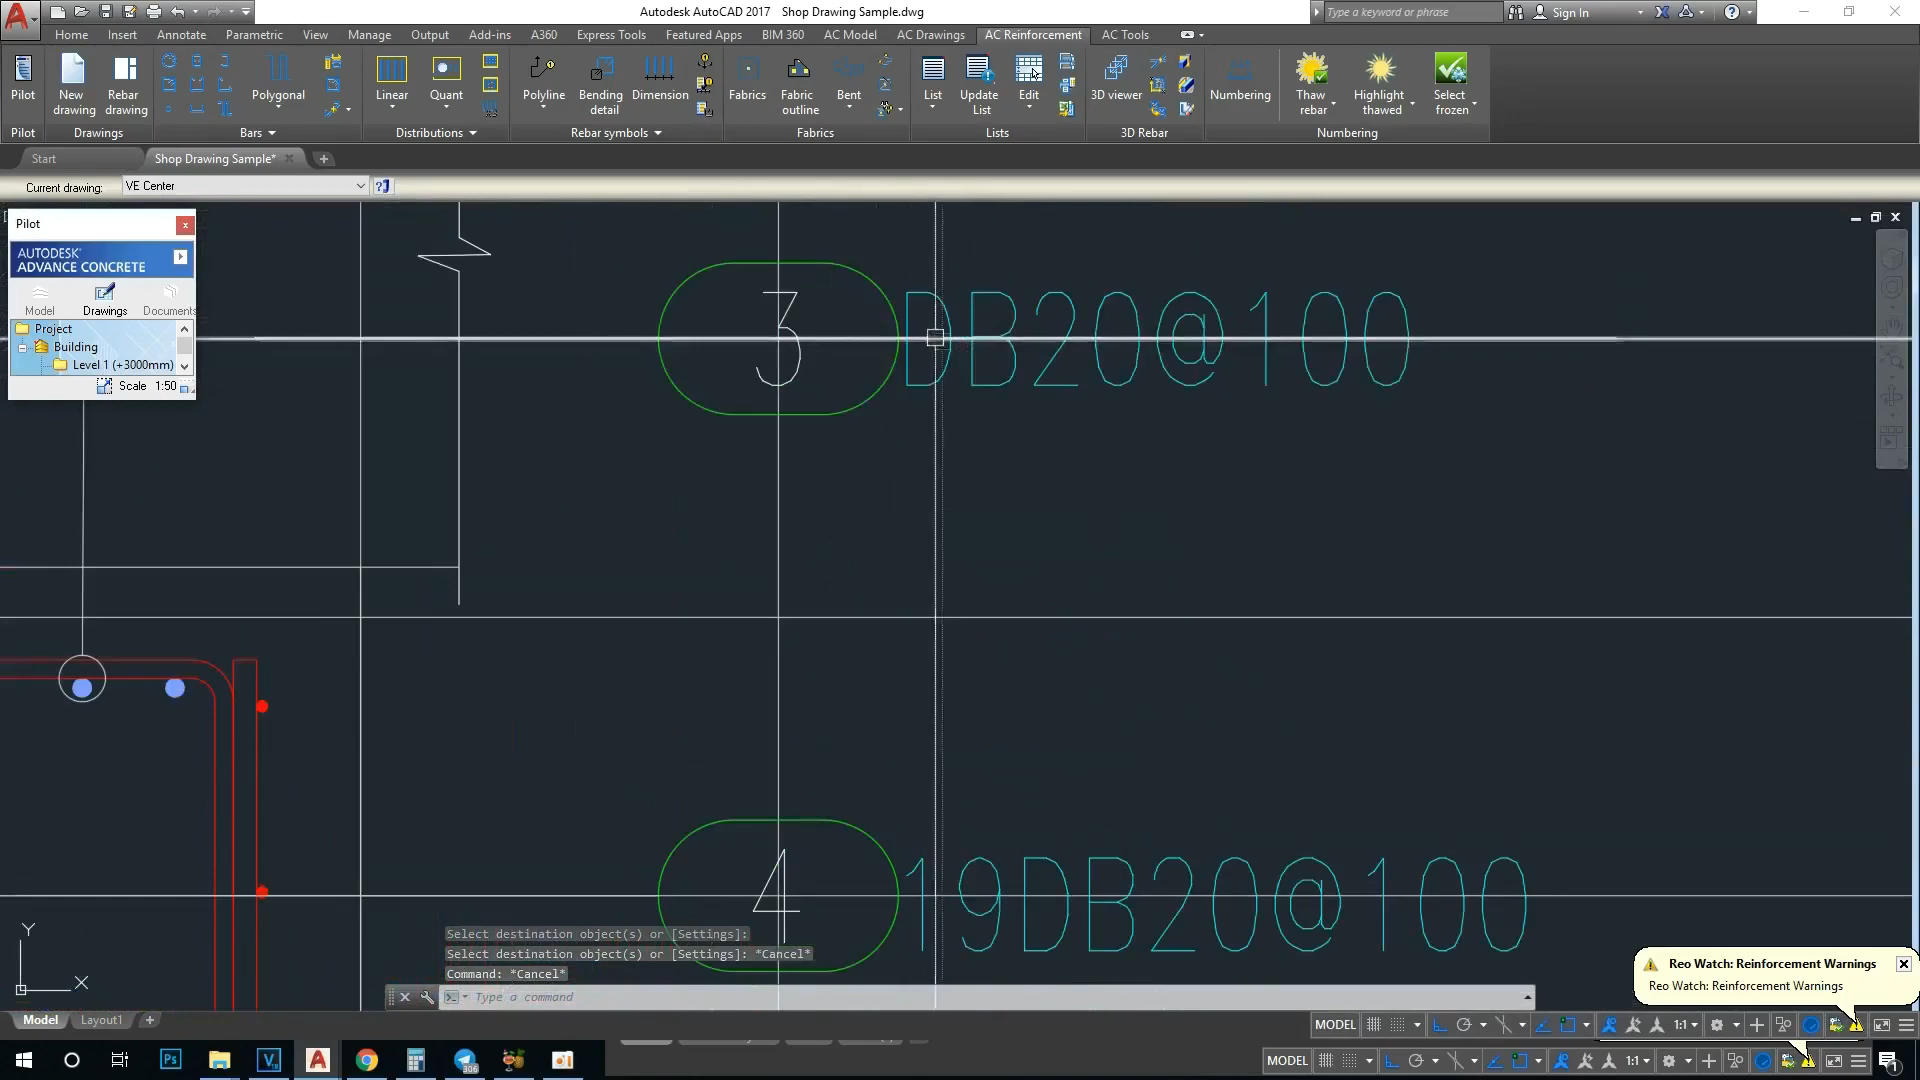 Autodesk AutoCAD 2017 Shop Drawing Sample.dwg
Type a keyword or phrase
Sign In
Home Insert Annotate Parametric View Manage Output Add-ins A360 Express Tools Featured Apps BIM 360 AC Model AC Drawings AC Reinforcement AC Tools
Pilot
New drawing
Rebar drawing
Polygonal
Linear
Quant
Polyline
Bending detail
Dimension
Fabrics
Fabric outline
Bent
List
Update List
Edit
3D viewer
Numbering
Thaw rebar
Highlight thawed
Select frozen
Pilot Drawings Bars Distributions Rebar symbols Fabrics Lists 3D Rebar Numbering
Start Shop Drawing Sample*
Current drawing: VE Center
Pilot
AUTODESK®
ADVANCE CONCRETE
Model Drawings Documents
Project
Building
Level 1 (+3000mm)
Scale 1:50
3 DB20@100
4 19DB20@100
Y
X
Select destination object(s) or [Settings]:
Select destination object(s) or [Settings]: *Cancel*
Command: *Cancel*
Type a command
Reo Watch: Reinforcement Warnings
Reo Watch: Reinforcement Warnings
Model Layout1
MODEL 1:1
MODEL 1:1
Ps
306
1